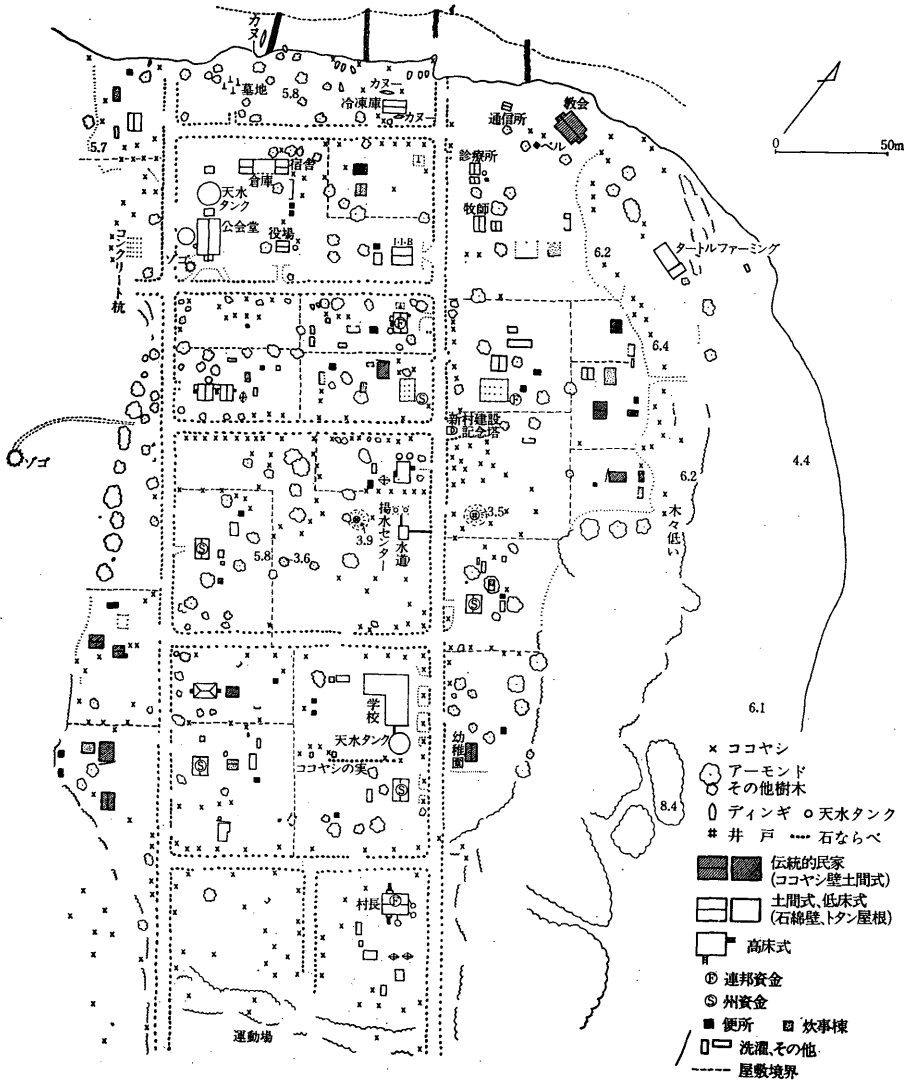 カヌー
墓地
5.8
カヌー
冷凍庫
カヌー
教会
通信所
ベル
0
50m
5.7
倉庫
宿舎
診療所
天水
タンク
公会堂
役場
I・I・B
牧師
ゾゴ
コンクリート杭
6.2
タートルファーミング
Ⓕ
6.4
Ⓢ
Ⓕ
新村建設
記念塔
ゾゴ
4.4
6.2
揚水センター
3.9
水道
3.5
木々低い
Ⓢ
5.8
3.6
Ⓢ
学校
天水タンク
幼稚園
Ⓢ
ココヤシの実
Ⓢ
6.1
8.4
村長
Ⓕ
運動場
× ココヤシ
アーモンド
その他樹木
ディンギ ○ 天水タンク
# 井戸 ‥‥ 石ならべ
伝統的民家
(ココヤシ壁土間式)
土間式、低床式
(石綿壁、トタン屋根)
高床式
Ⓕ 連邦資金
Ⓢ 州資金
■ 便所 炊事棟
洗濯、その他
屋敷境界